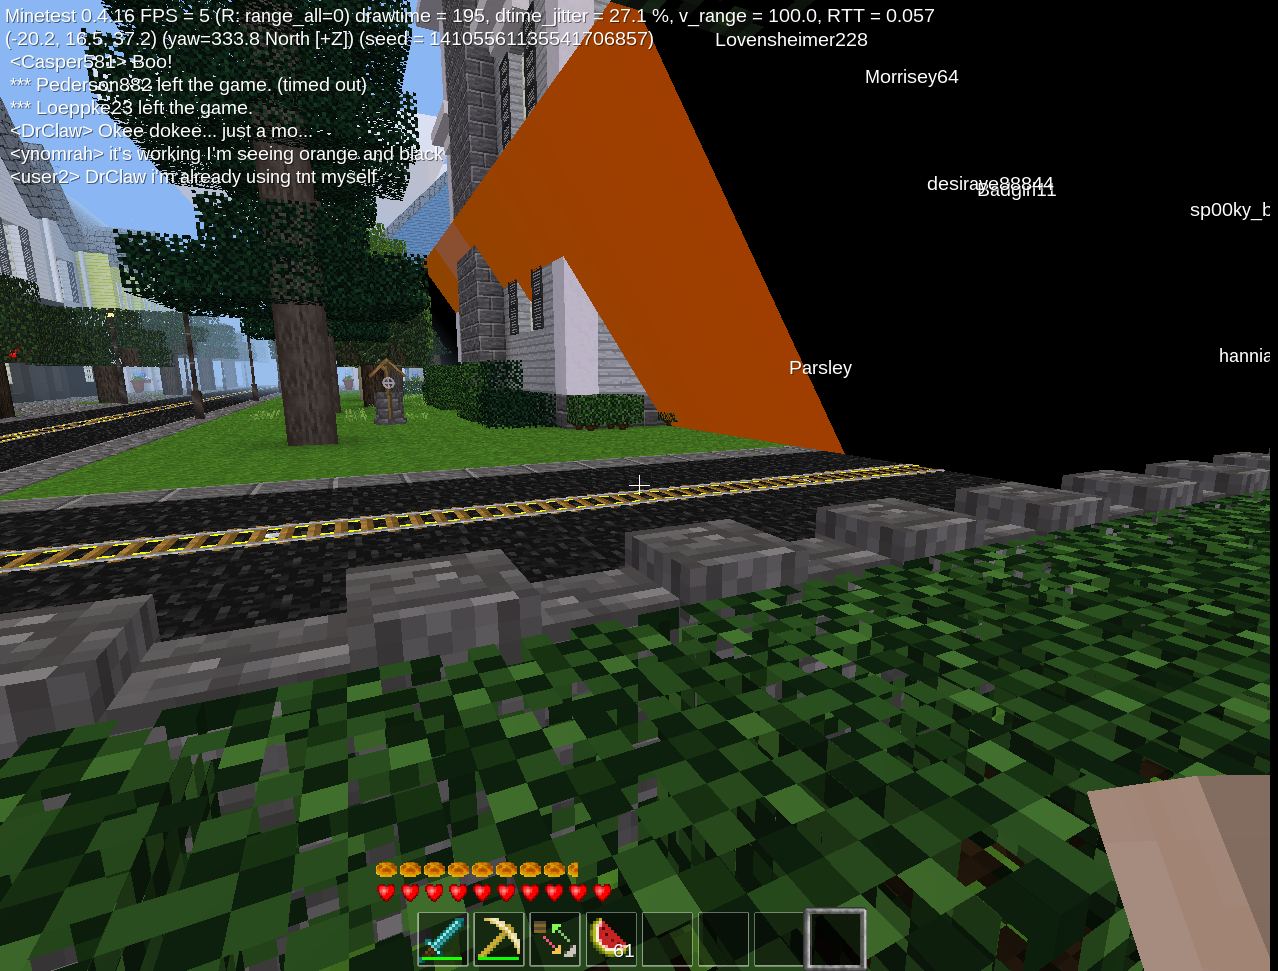 Minetest 0.4.16 FPS = 5 (R: range_all=0) drawtime = 195, dtime_jitter = 27.1 %, v_range = 100.0, RTT = 0.057
(-20.2, 16.5, 37.2) (yaw=333.8 North [+Z]) (seed = 14105561135541706857)
Lovensheimer228
<Casper581> Boo!
Morrisey64
*** Pederson882 left the game. (timed out)
*** Loeppke23 left the game.
<DrClaw> Okee dokee... just a mo...
<ynomrah> it's working I'm seeing orange and black
<user2> DrClaw i'm already using tnt myself
sp00ky_b
hannia
Parsley
61